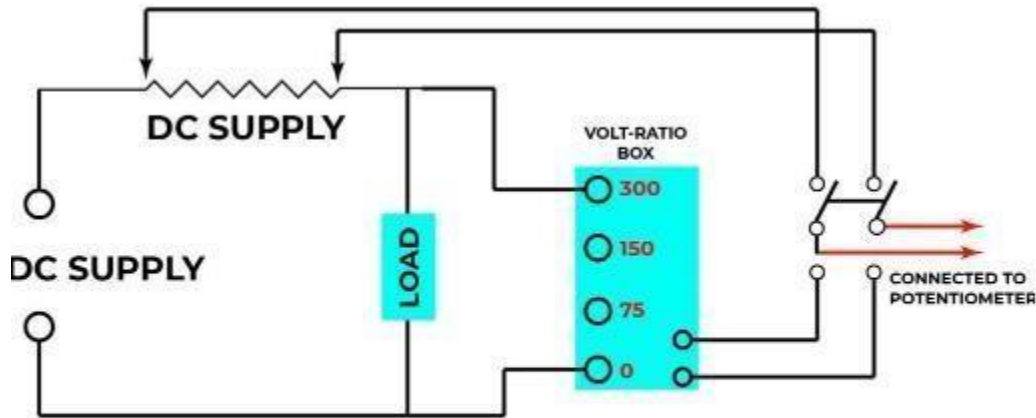 DC SUPPLY
VOLT-RATIO
BOX
300
150
75
0
LOAD
DC SUPPLY
CONNECTED TO
POTENTIOMETER